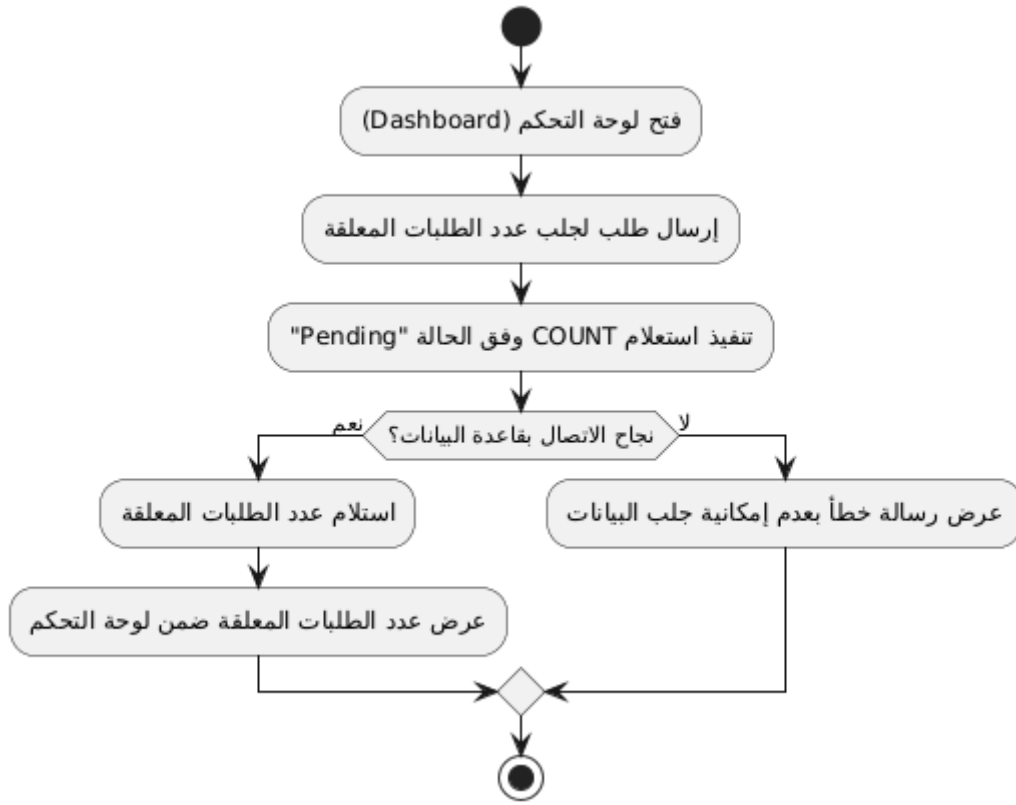 فتح لوحة التحكم (Dashboard)
إرسال طلب لجلب عدد الطلبات المعلقة
تنفيذ استعلام COUNT وفق الحالة "Pending"
نجاح الاتصال بقاعدة البيانات؟
نعم
لا
استلام عدد الطلبات المعلقة
عرض رسالة خطأ بعدم إمكانية جلب البيانات
عرض عدد الطلبات المعلقة ضمن لوحة التحكم